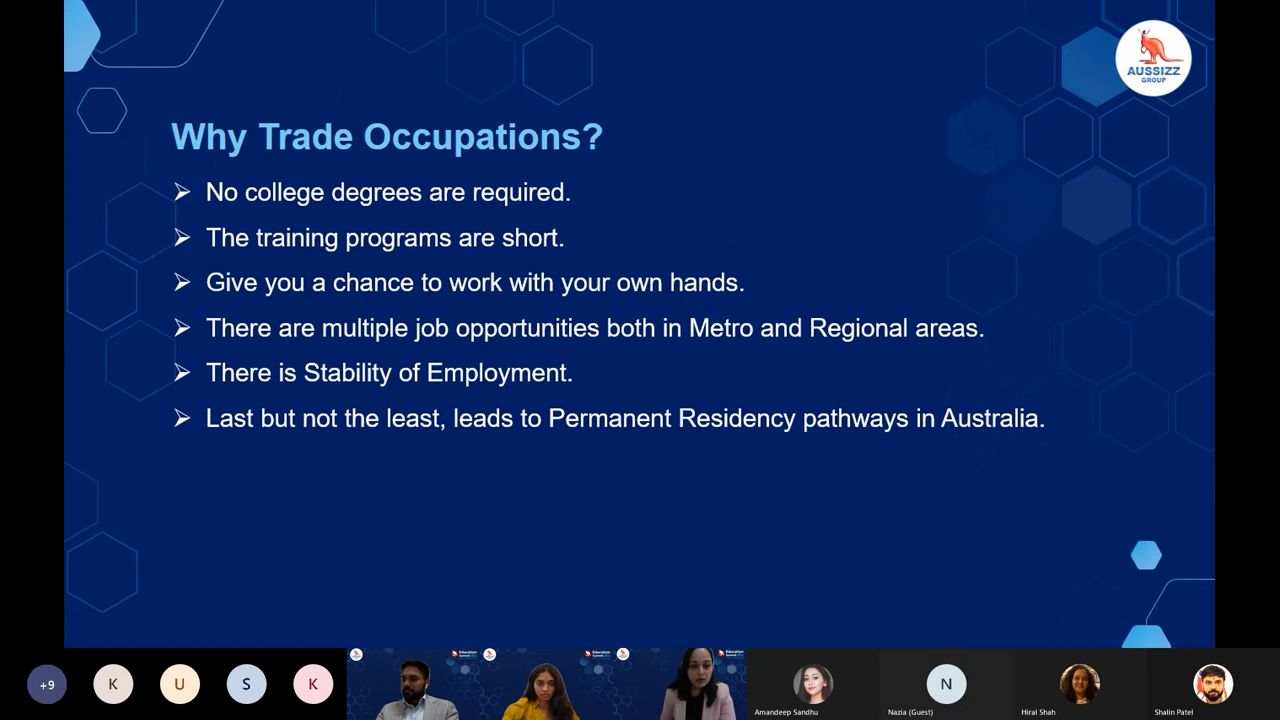 AUSSIZZ
GROUP
Why Trade Occupations?
No college degrees are required.
The training programs are short.
Give you a chance to work with your own hands.
There are multiple job opportunities both in Metro and Regional areas.
There is Stability of Employment.
Last but not the least, leads to Permanent Residency pathways in Australia.
+9
K
U
S
K
Education
Education
Education
N
Amandeep Sandhu
Nazia (Guest)
Hiral Shah
Shalin Patel